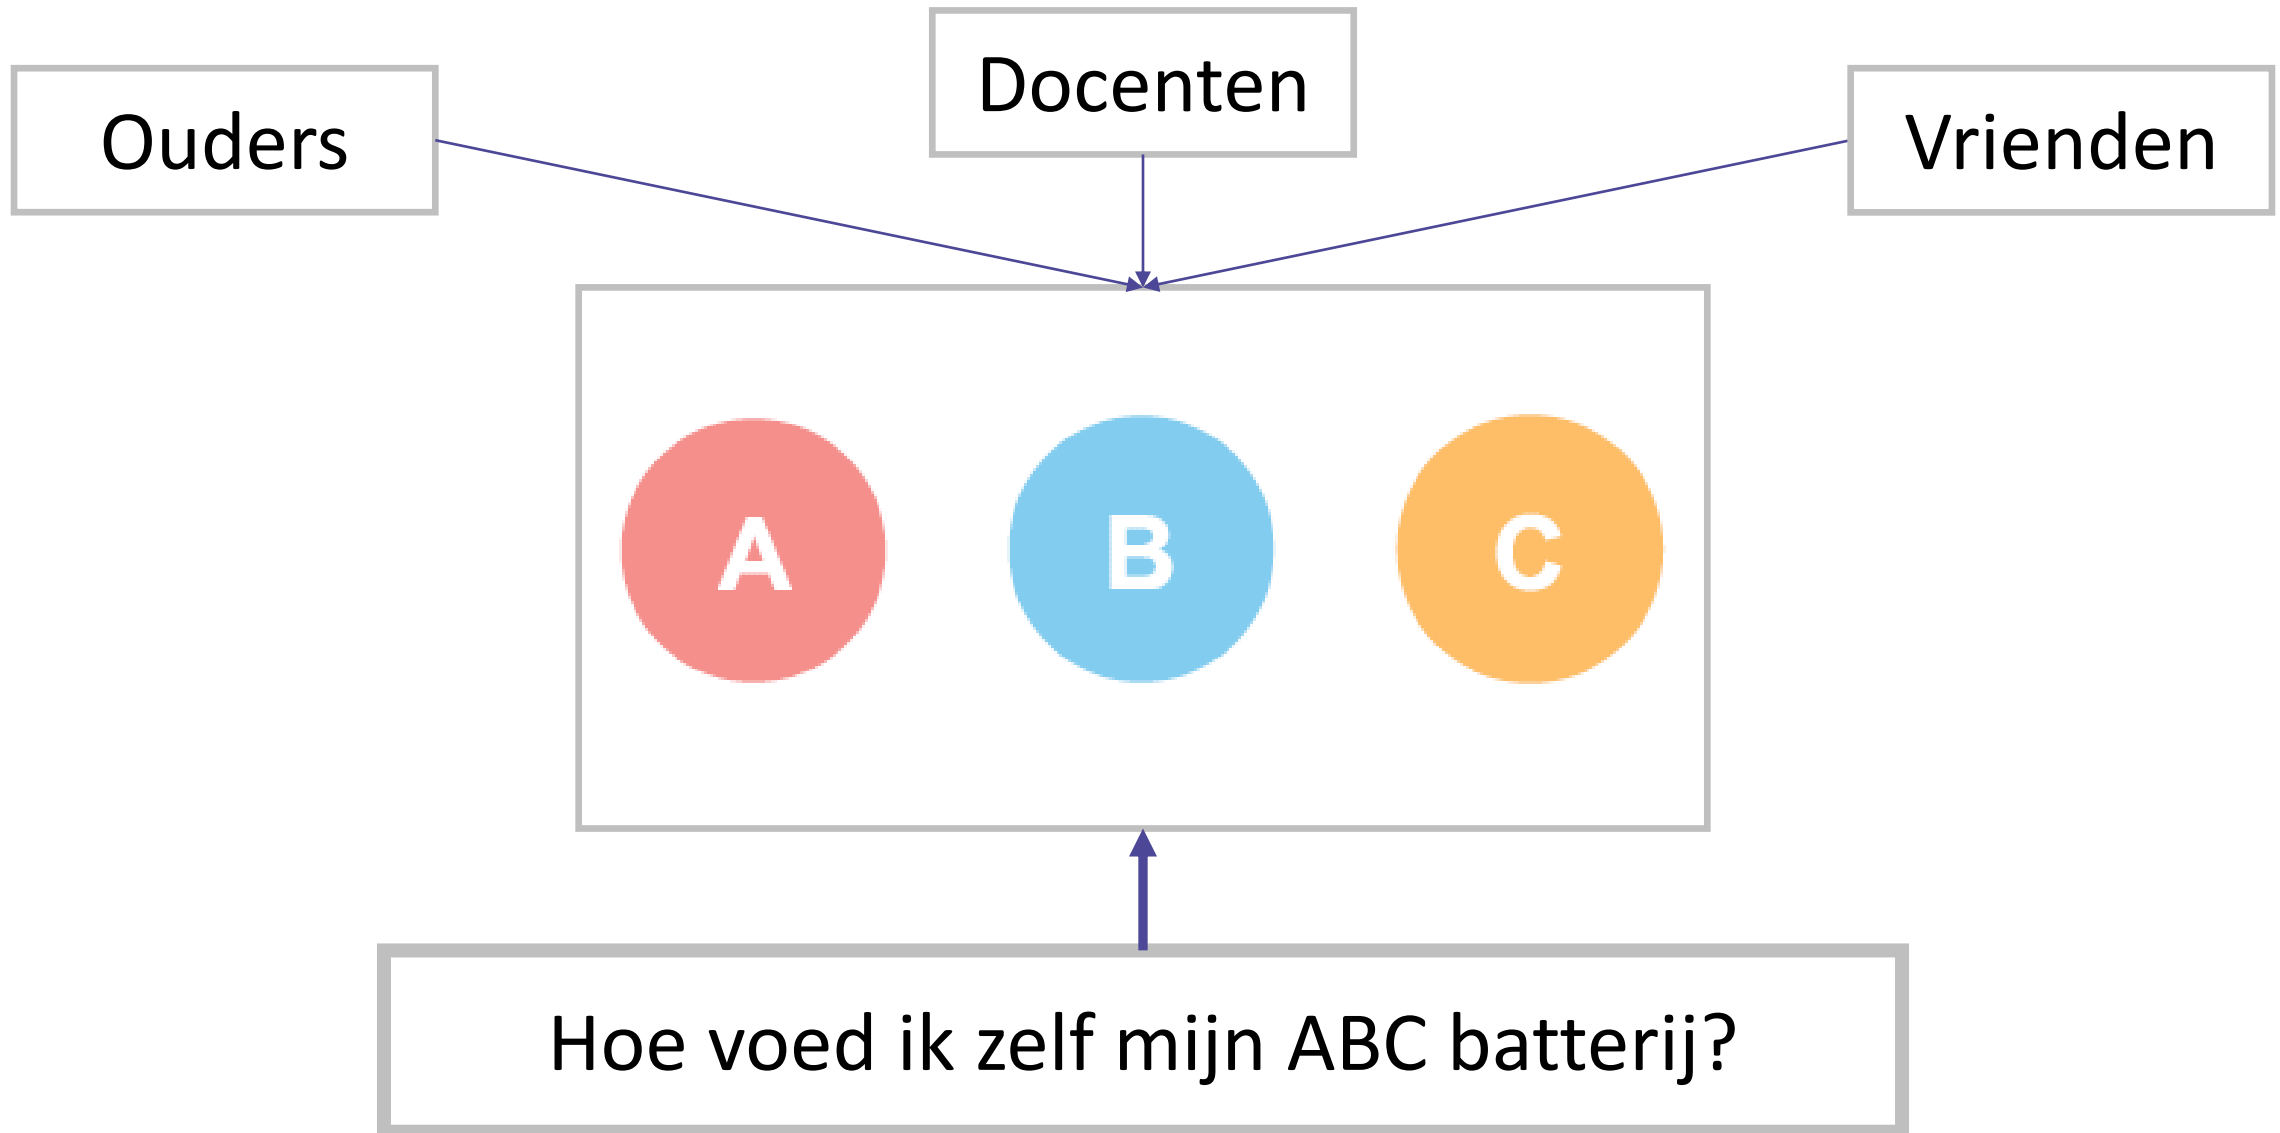 Docenten
Ouders
Vrienden
A
B
C
Hoe voed ik zelf mijn ABC batterij?